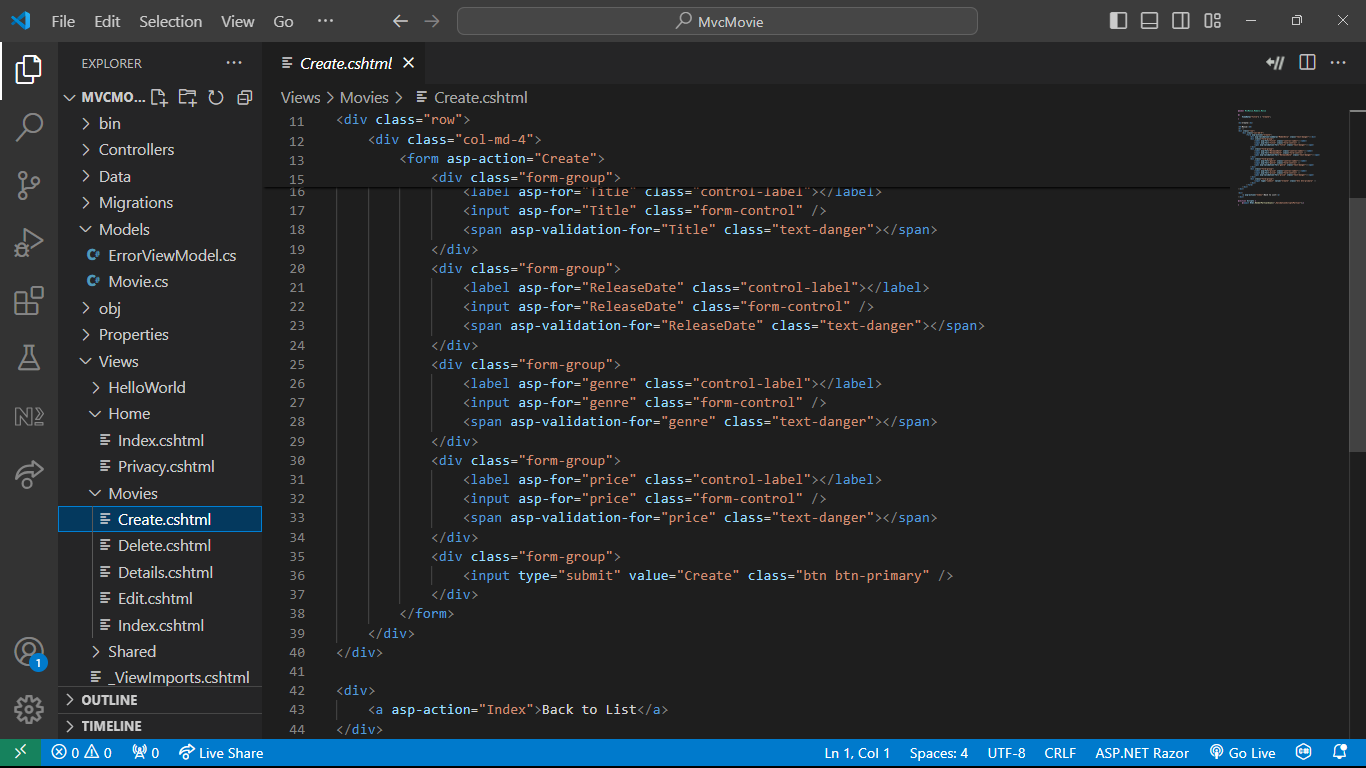 File Edit Selection View Go ···
MvcMovie
EXPLORER ···
MVCMO...
bin
Controllers
Data
Migrations
Models
ErrorViewModel.cs
Movie.cs
obj
Properties
Views
HelloWorld
Home
Index.cshtml
Privacy.cshtml
Movies
Create.cshtml
Delete.cshtml
Details.cshtml
Edit.cshtml
Index.cshtml
Shared
_ViewImports.cshtml
OUTLINE
TIMELINE
1
Create.cshtml
Views > Movies > Create.cshtml
11 <div class="row">
12 <div class="col-md-4">
13 <form asp-action="Create">
15 <div class="form-group">
16 <label asp-for="Title" class="control-label"></label>
17 <input asp-for="Title" class="form-control" />
18 <span asp-validation-for="Title" class="text-danger"></span>
19 </div>
20 <div class="form-group">
21 <label asp-for="ReleaseDate" class="control-label"></label>
22 <input asp-for="ReleaseDate" class="form-control" />
23 <span asp-validation-for="ReleaseDate" class="text-danger"></span>
24 </div>
25 <div class="form-group">
26 <label asp-for="genre" class="control-label"></label>
27 <input asp-for="genre" class="form-control" />
28 <span asp-validation-for="genre" class="text-danger"></span>
29 </div>
30 <div class="form-group">
31 <label asp-for="price" class="control-label"></label>
32 <input asp-for="price" class="form-control" />
33 <span asp-validation-for="price" class="text-danger"></span>
34 </div>
35 <div class="form-group">
36 <input type="submit" value="Create" class="btn btn-primary" />
37 </div>
38 </form>
39 </div>
40 </div>
41
42 <div>
43 <a asp-action="Index">Back to List</a>
44 </div>
0 0 0 Live Share Ln 1, Col 1 Spaces: 4 UTF-8 CRLF ASP.NET Razor Go Live